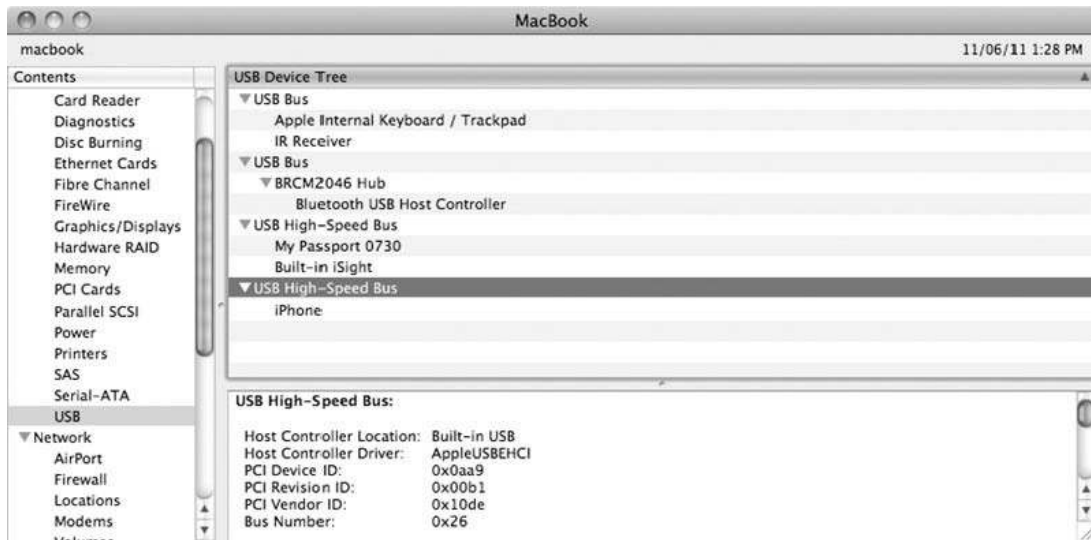 MacBook
macbook
11/06/11 1:28 PM
Contents
Card Reader
Diagnostics
Disc Burning
Ethernet Cards
Fibre Channel
FireWire
Graphics/Displays
Hardware RAID
Memory
PCI Cards
Parallel SCSI
Power
Printers
SAS
Serial-ATA
USB
Network
AirPort
Firewall
Locations
Modems
USB Device Tree
USB Bus
Apple Internal Keyboard / Trackpad
IR Receiver
USB Bus
BRCM2046 Hub
Bluetooth USB Host Controller
USB High-Speed Bus
My Passport 0730
Built-in iSight
USB High-Speed Bus
iPhone
USB High-Speed Bus:
Host Controller Location: Built-in USB
Host Controller Driver: AppleUSBEHCI
PCI Device ID: 0x0aa9
PCI Revision ID: 0x00b1
PCI Vendor ID: 0x10de
Bus Number: 0x26